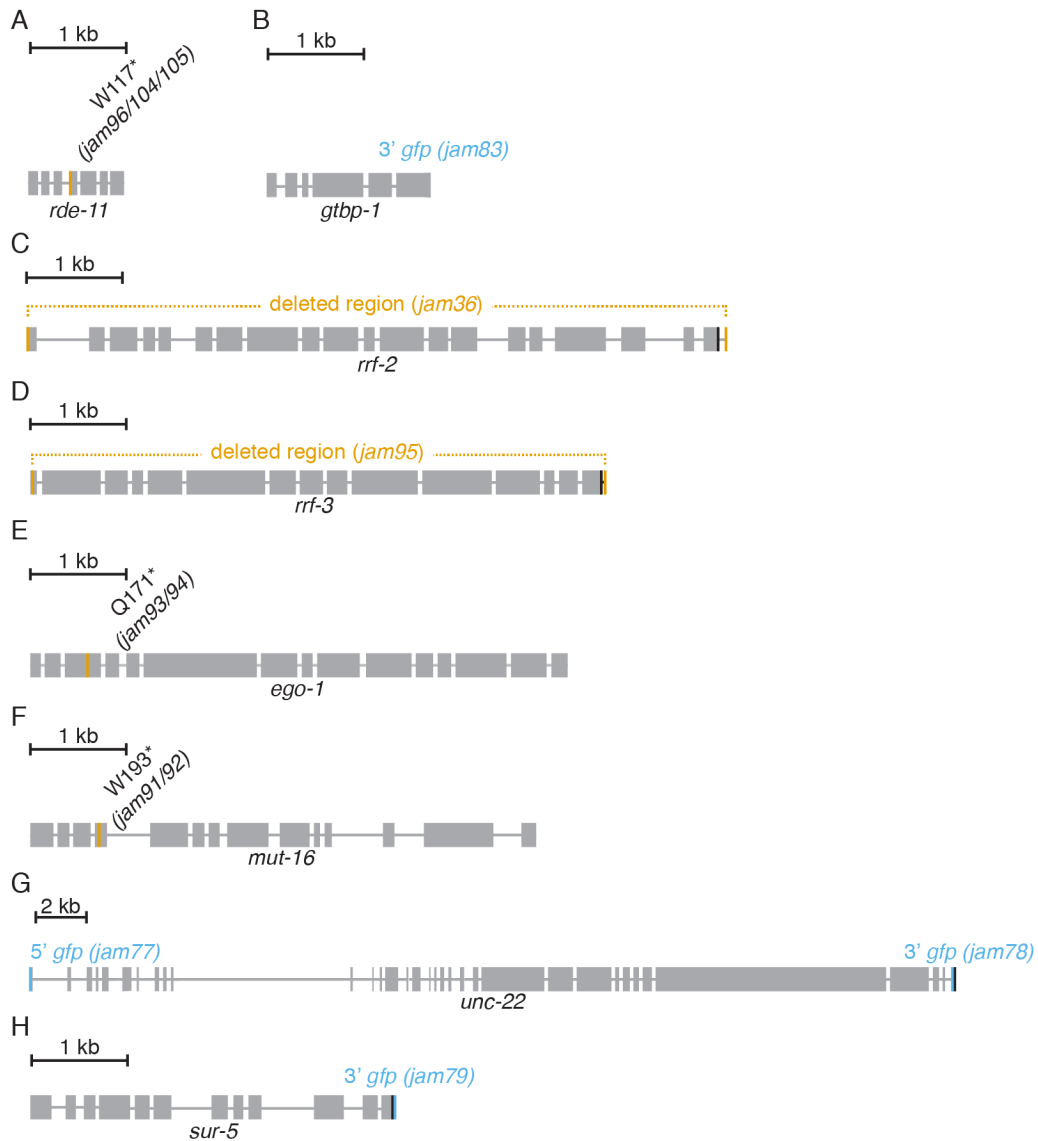 A
1 kb
W117*
(jam96/104/105)
rde-11
B
1 kb
3’ gfp (jam83)
gtbp-1
C
1 kb
deleted region (jam36)
rrf-2
D
1 kb
deleted region (jam95)
rrf-3
E
1 kb
Q171*
(jam93/94)
ego-1
F
1 kb
W193*
(jam91/92)
mut-16
G
2 kb
5’ gfp (jam77)
3’ gfp (jam78)
unc-22
H
1 kb
3’ gfp (jam79)
sur-5